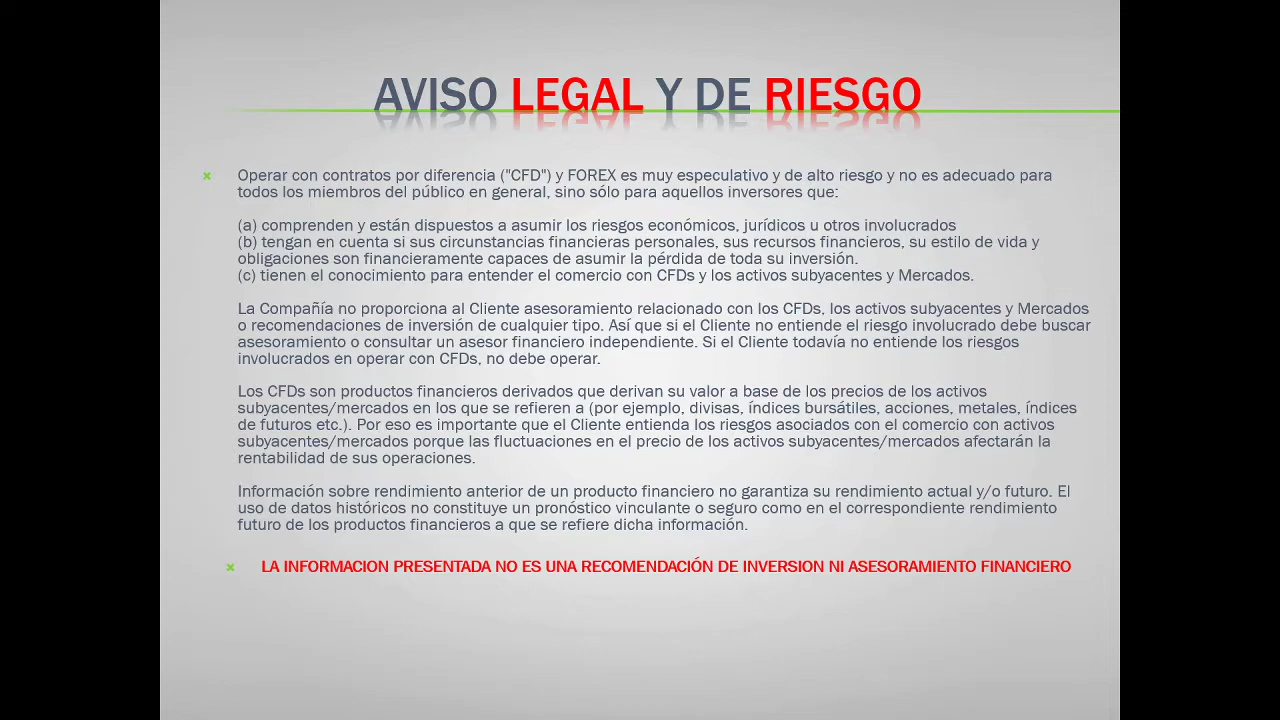 AVISO LEGAL Y DE RIESGO
Operar con contratos por diferencia ("CFD") y FOREX es muy especulativo y de alto riesgo y no es adecuado para
todos los miembros del público en general, sino sólo para aquellos inversores que:
(a) comprenden y están dispuestos a asumir los riesgos económicos, jurídicos u otros involucrados
(b) tengan en cuenta si sus circunstancias financieras personales, sus recursos financieros, su estilo de vida y
obligaciones son financieramente capaces de asumir la pérdida de toda su inversión.
(c) tienen el conocimiento para entender el comercio con CFDs y los activos subyacentes y Mercados.
La Compañía no proporciona al Cliente asesoramiento relacionado con los CFDs, los activos subyacentes y Mercados
o recomendaciones de inversión de cualquier tipo. Así que si el Cliente no entiende el riesgo involucrado debe buscar
asesoramiento o consultar un asesor financiero independiente. Si el Cliente todavía no entiende los riesgos
involucrados en operar con CFDs, no debe operar.
Los CFDs son productos financieros derivados que derivan su valor a base de los precios de los activos
subyacentes/mercados en los que se refieren a (por ejemplo, divisas, índices bursátiles, acciones, metales, índices
de futuros etc.). Por eso es importante que el Cliente entienda los riesgos asociados con el comercio con activos
subyacentes/mercados porque las fluctuaciones en el precio de los activos subyacentes/mercados afectarán la
rentabilidad de sus operaciones.
Información sobre rendimiento anterior de un producto financiero no garantiza su rendimiento actual y/o futuro. El
uso de datos históricos no constituye un pronóstico vinculante o seguro como en el correspondiente rendimiento
futuro de los productos financieros a que se refiere dicha información.
LA INFORMACION PRESENTADA NO ES UNA RECOMENDACIÓN DE INVERSION NI ASESORAMIENTO FINANCIERO